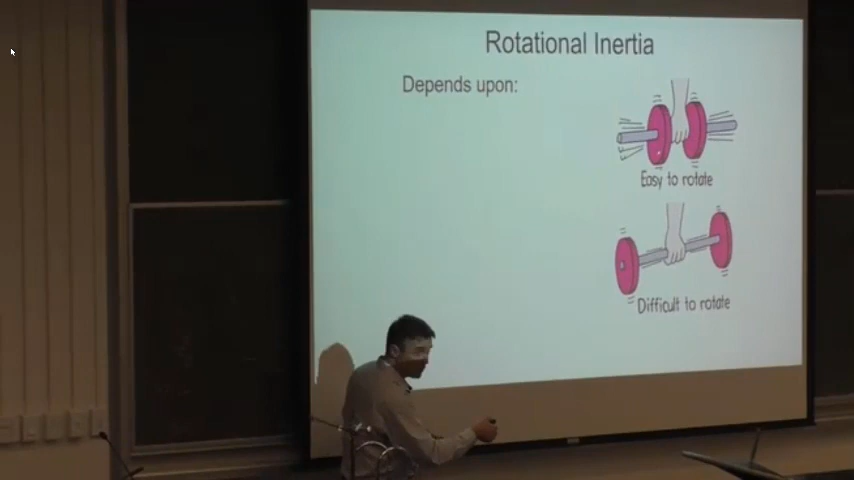 Rotational Inertia
Depends upon:
Easy to rotate
Difficult to rotate